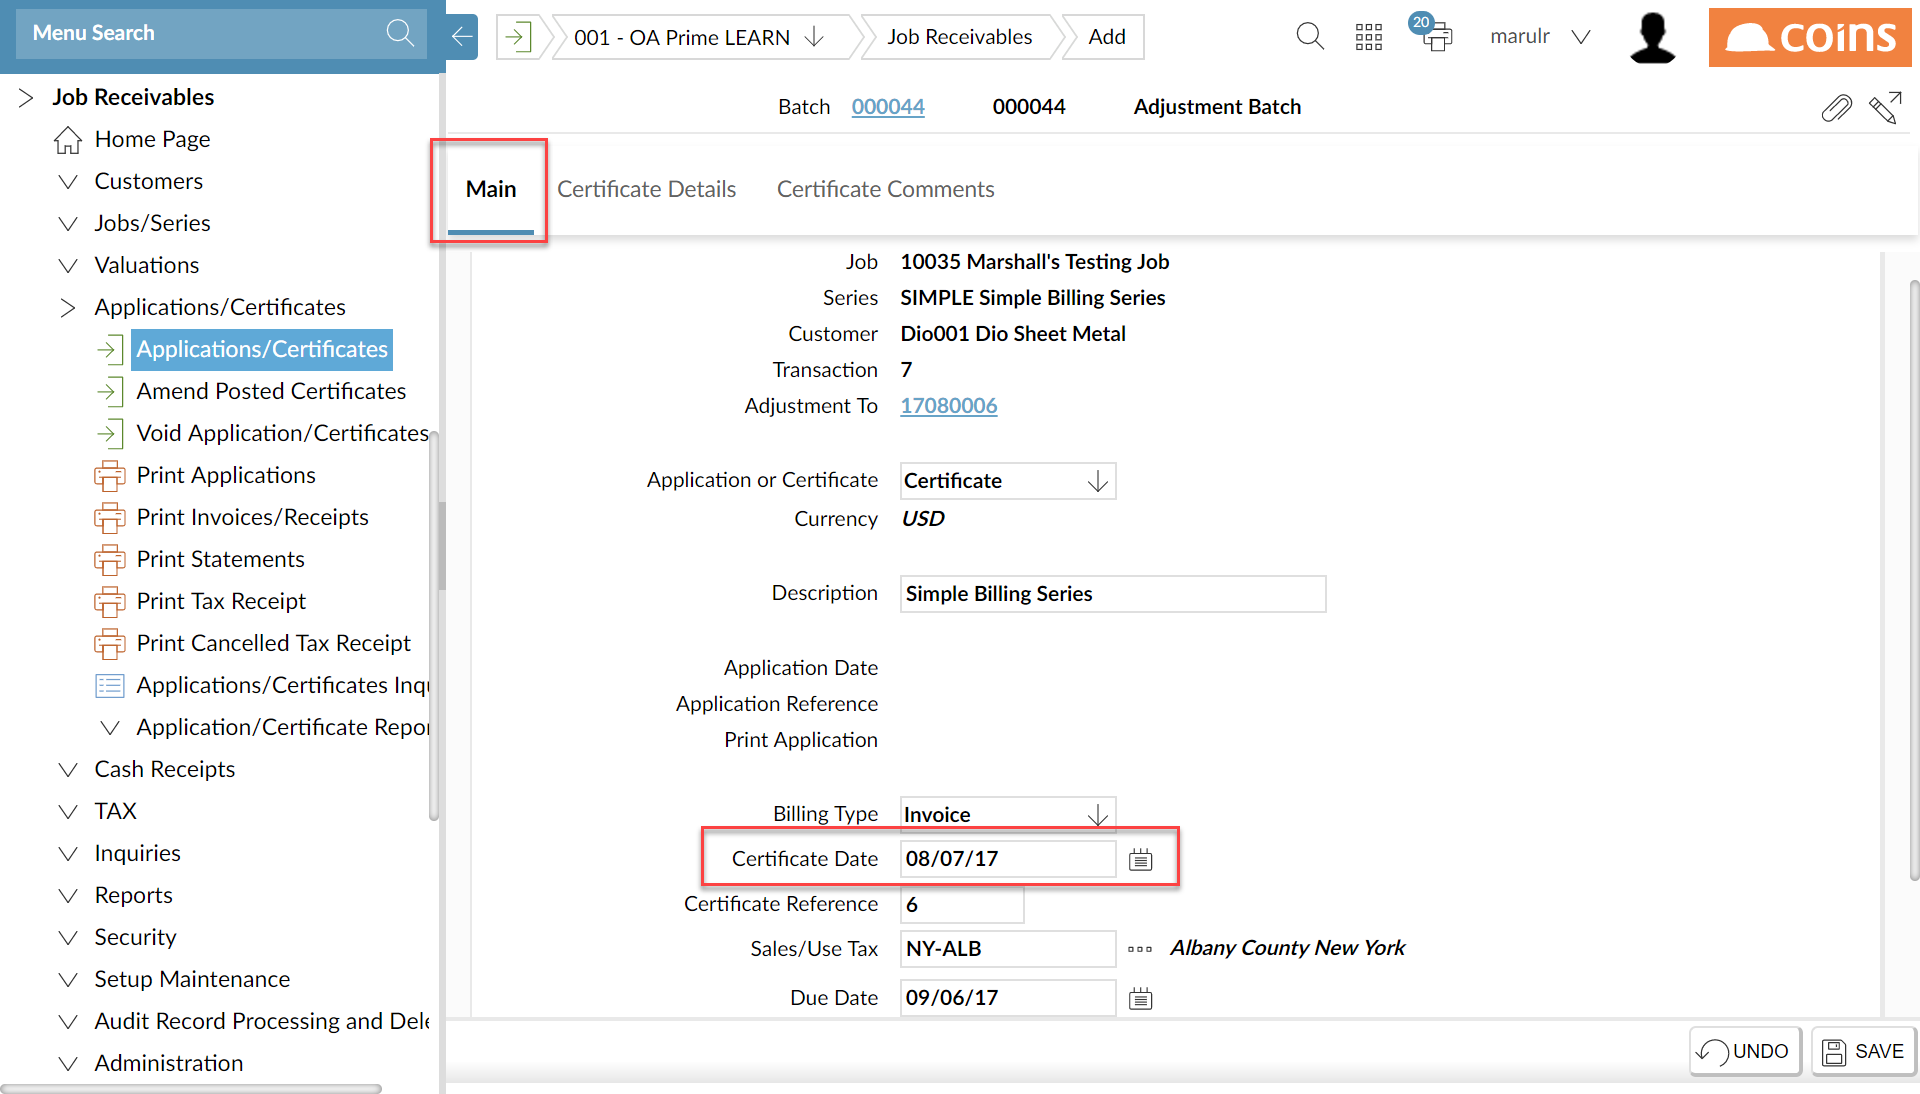 Menu Search
001 - OA Prime LEARN
Job Receivables
Add
20
marulr
coins
Job Receivables
Home Page
Customers
Jobs/Series
Valuations
Applications/Certificates
Applications/Certificates
Amend Posted Certificates
Void Application/Certificates
Print Applications
Print Invoices/Receipts
Print Statements
Print Tax Receipt
Print Cancelled Tax Receipt
Applications/Certificates Inqu
Application/Certificate Repor
Cash Receipts
TAX
Inquiries
Reports
Security
Setup Maintenance
Audit Record Processing and Dele
Administration
Batch 000044 000044 Adjustment Batch
Main Certificate Details Certificate Comments
Job 10035 Marshall's Testing Job
Series SIMPLE Simple Billing Series
Customer Dio001 Dio Sheet Metal
Transaction 7
Adjustment To 17080006
Application or Certificate Certificate
Currency USD
Description Simple Billing Series
Application Date
Application Reference
Print Application
Billing Type Invoice
Certificate Date 08/07/17
Certificate Reference 6
Sales/Use Tax NY-ALB Albany County New York
Due Date 09/06/17
UNDO SAVE